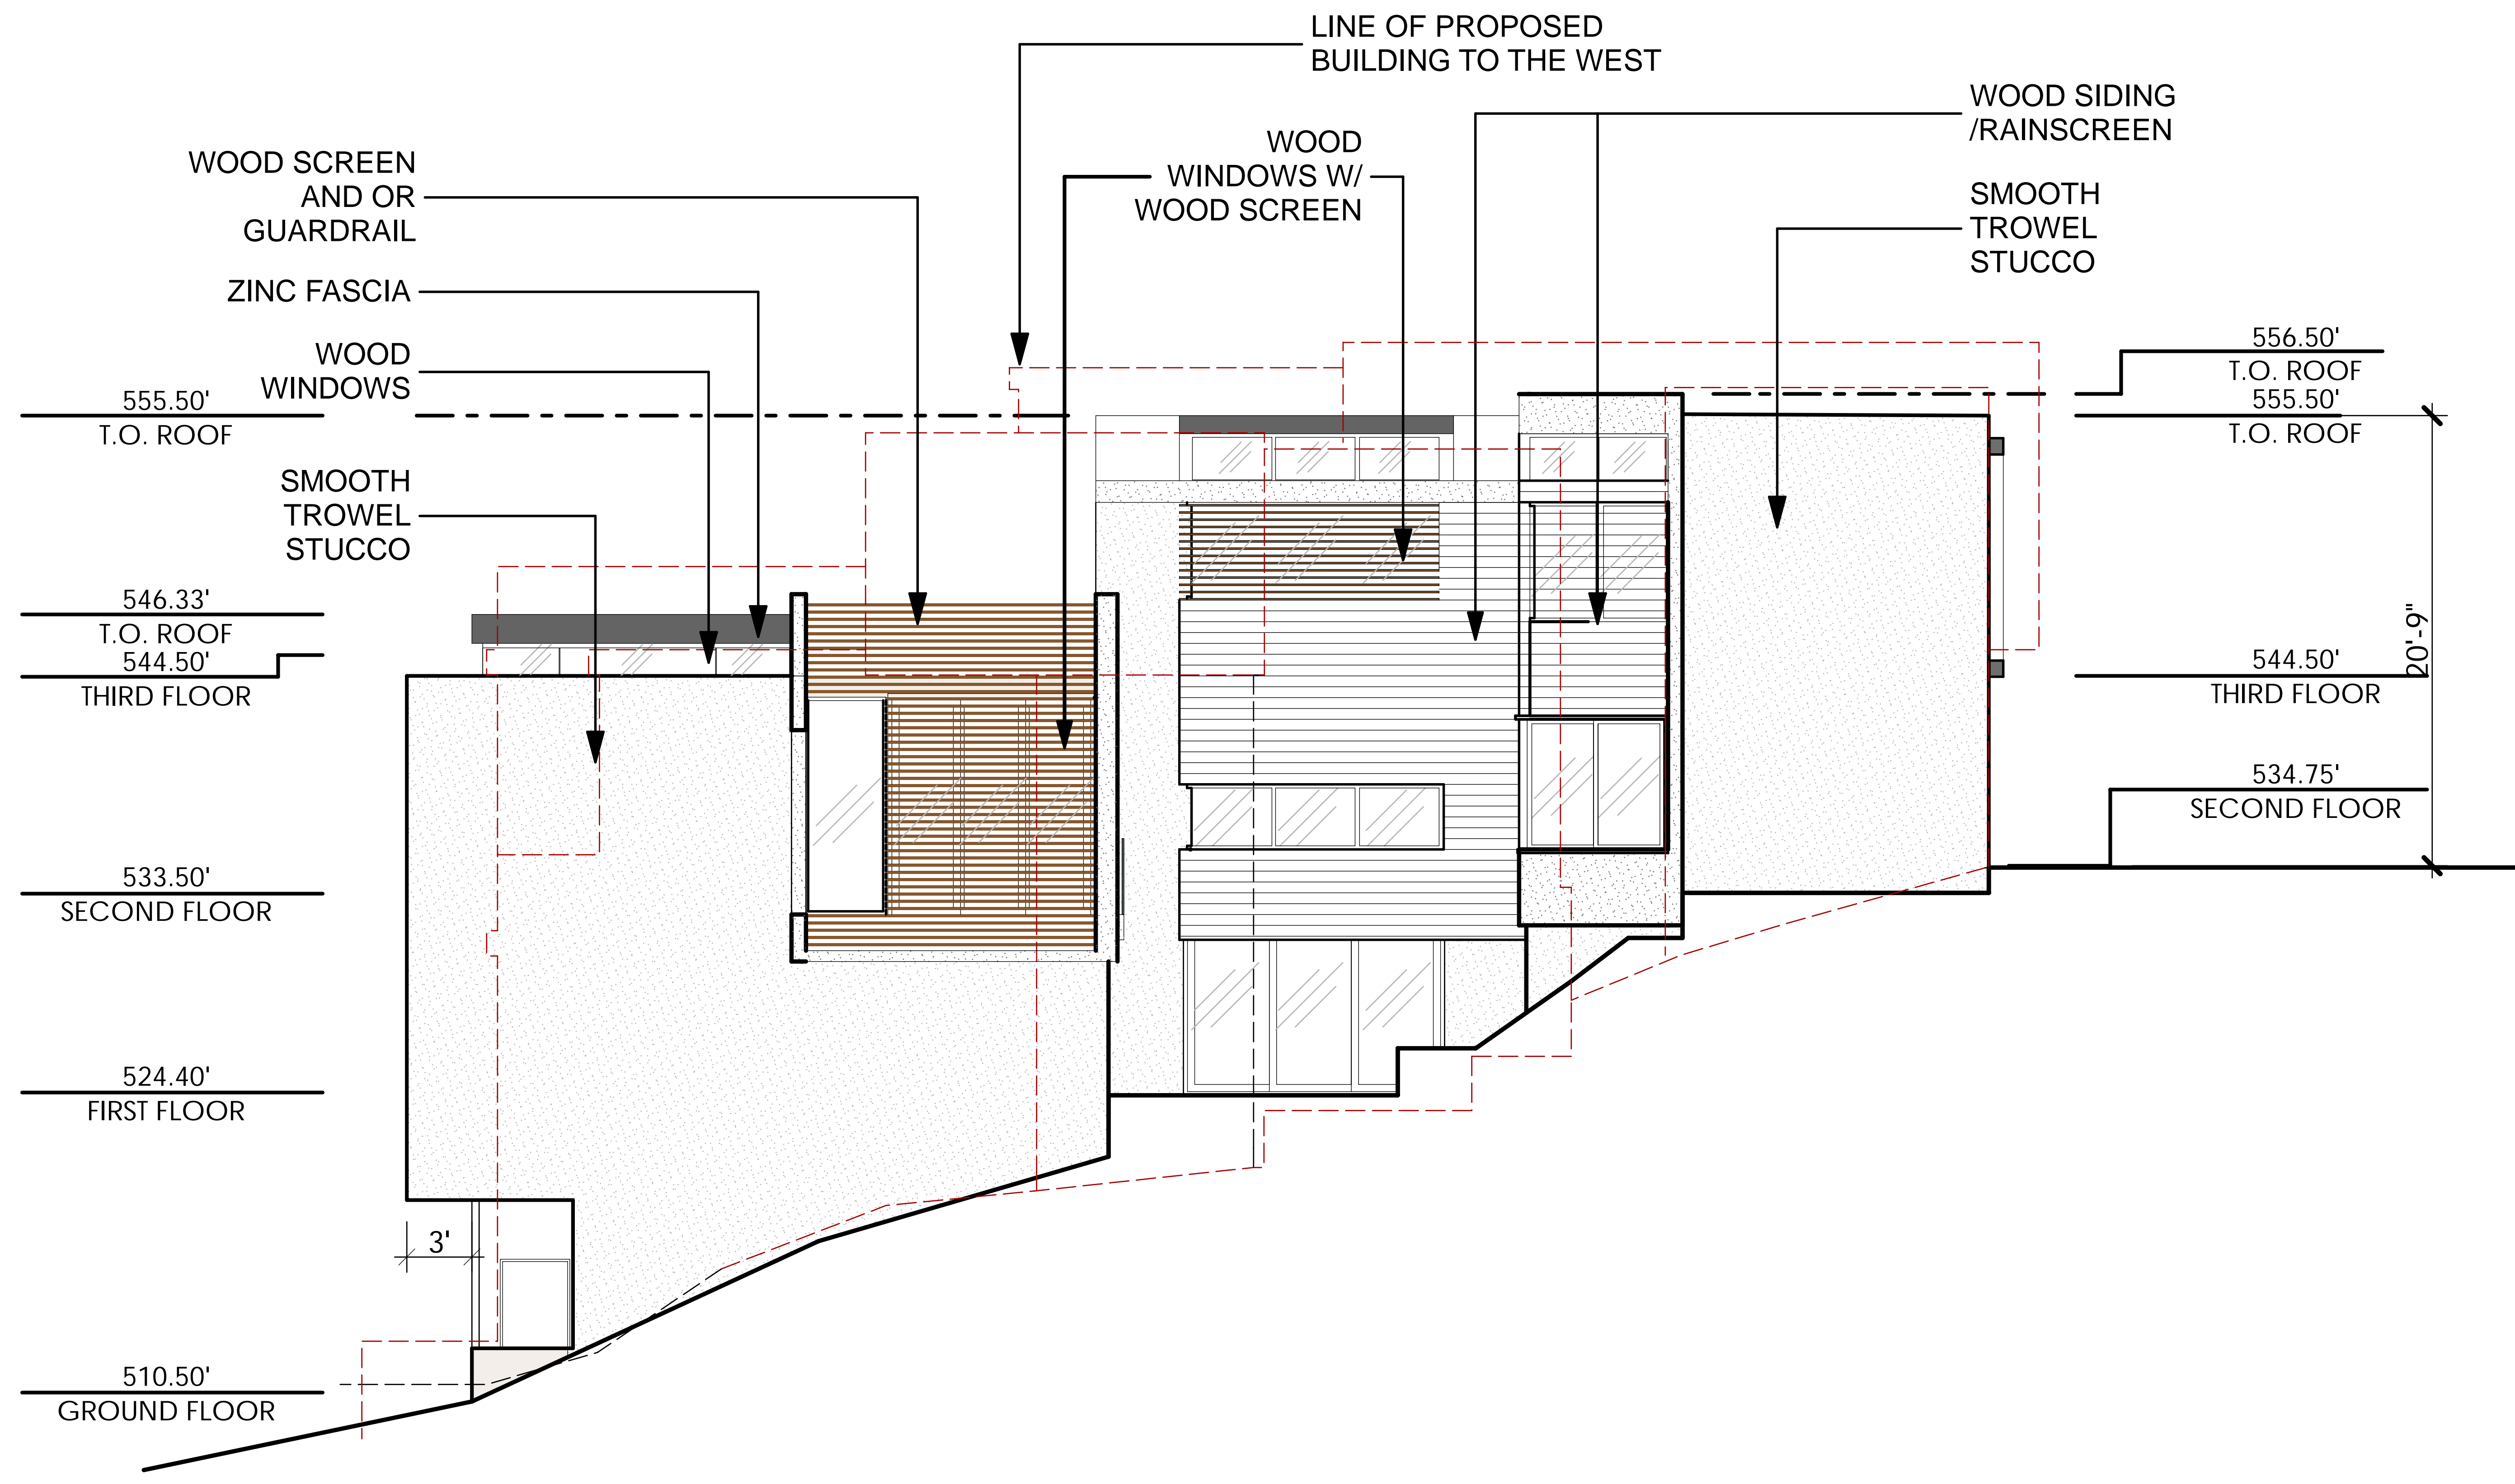 LINE OF PROPOSED
BUILDING TO THE WEST
WOOD SIDING
/RAINSCREEN
WOOD
WINDOWS W/
WOOD SCREEN
WOOD SCREEN
AND OR
GUARDRAIL
SMOOTH
TROWEL
STUCCO
ZINC FASCIA
WOOD
WINDOWS
555.50'
T.O. ROOF
SMOOTH
TROWEL
STUCCO
546.33'
T.O. ROOF
544.50'
THIRD FLOOR
533.50'
SECOND FLOOR
524.40'
FIRST FLOOR
3'
510.50'
GROUND FLOOR
556.50'
T.O. ROOF
555.50'
T.O. ROOF
20'-9"
544.50'
THIRD FLOOR
534.75'
SECOND FLOOR